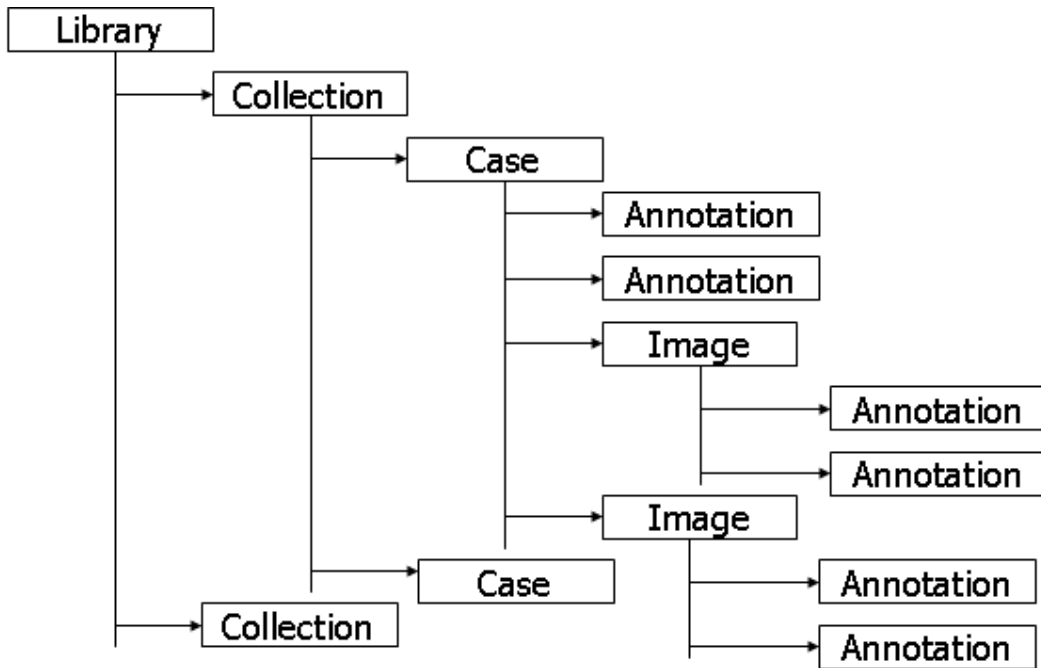 Library
Collection
Case
Annotation
Annotation
Image
Annotation
Annotation
Image
Case
Annotation
Collection
Annotation